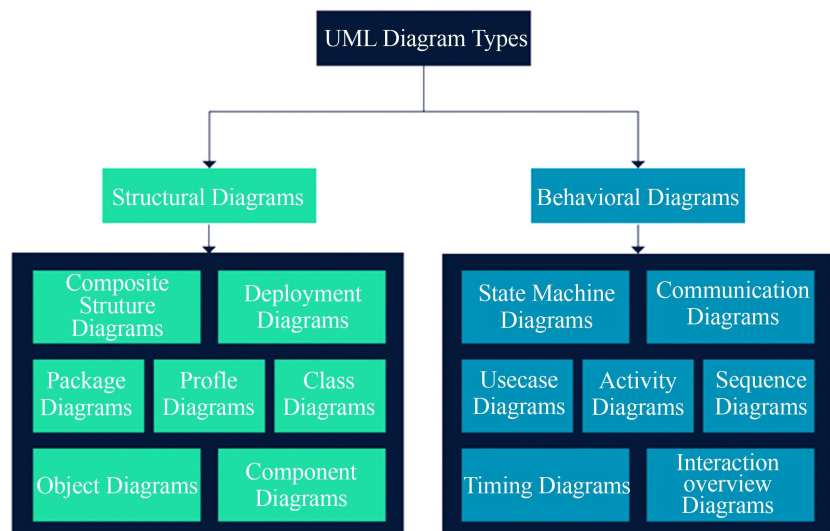 UML Diagram Types
Structural Diagrams
Behavioral Diagrams
Composite
Struture
Diagrams
Deployment
Diagrams
Package
Diagrams
Profle
Diagrams
Class
Diagrams
Object Diagrams
Component
Diagrams
State Machine
Diagrams
Communication
Diagrams
Usecase
Diagrams
Activity
Diagrams
Sequence
Diagrams
Timing Diagrams
Interaction
overview
Diagrams